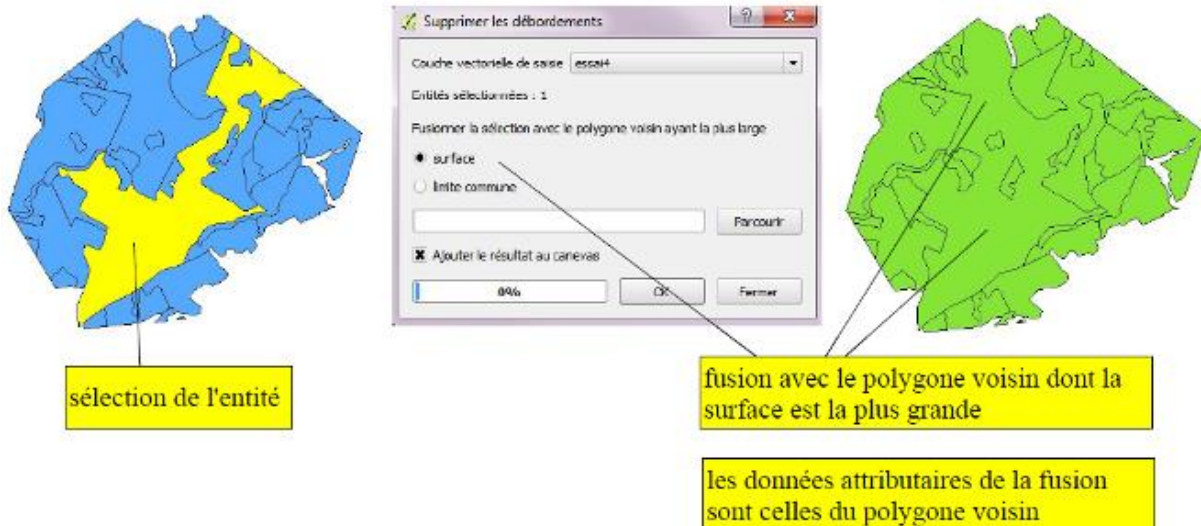 Supprimer les débordements
Couche vectorielle de saisie essai4
Entités sélectionnées : 1
Fusionner la sélection avec le polygone voisin ayant la plus large
surface
limite commune
Parcourir
Ajouter le résultat au canevas
0%
OK
Fermer
sélection de l'entité
fusion avec le polygone voisin dont la
surface est la plus grande
les données attributaires de la fusion
sont celles du polygone voisin